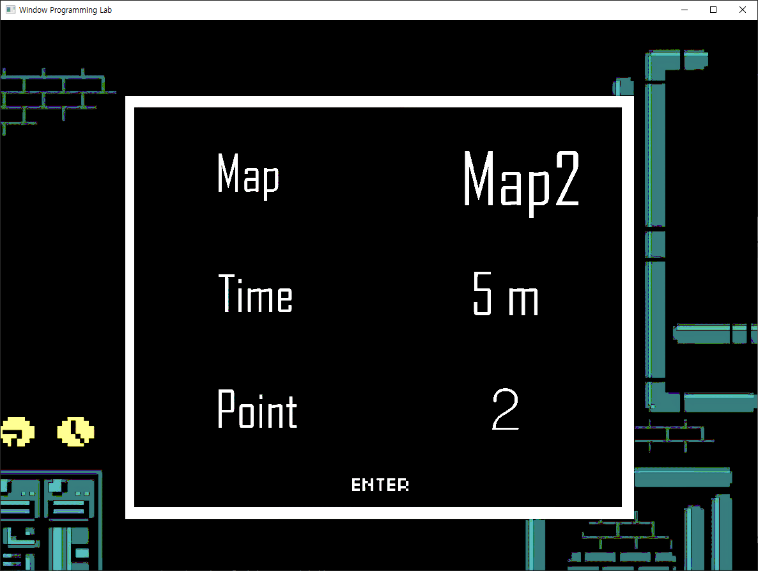 Window Programming Lab
Map Map2
Time 5 m
Point 2
ENTER